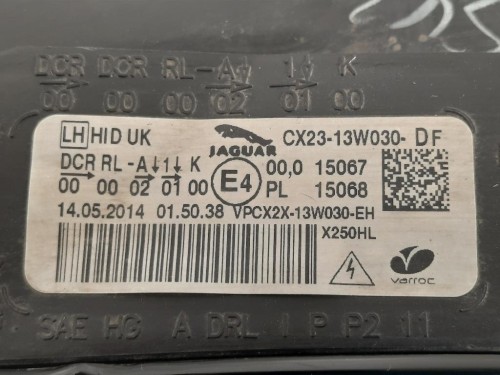 DCR DCR RL-A↓ 1↓ K
00 00 00 02 01 00
LH HID UK JAGUAR CX23-13W030- DF
DCR RL -A↓1↓ K E4 00,0 15067
00 00 02 01 00 PL 15068
14.05.2014 01.50.38 VPCX2X-13W030-EH
X250HL
varroc
SAE HG A DRL I P P2 11